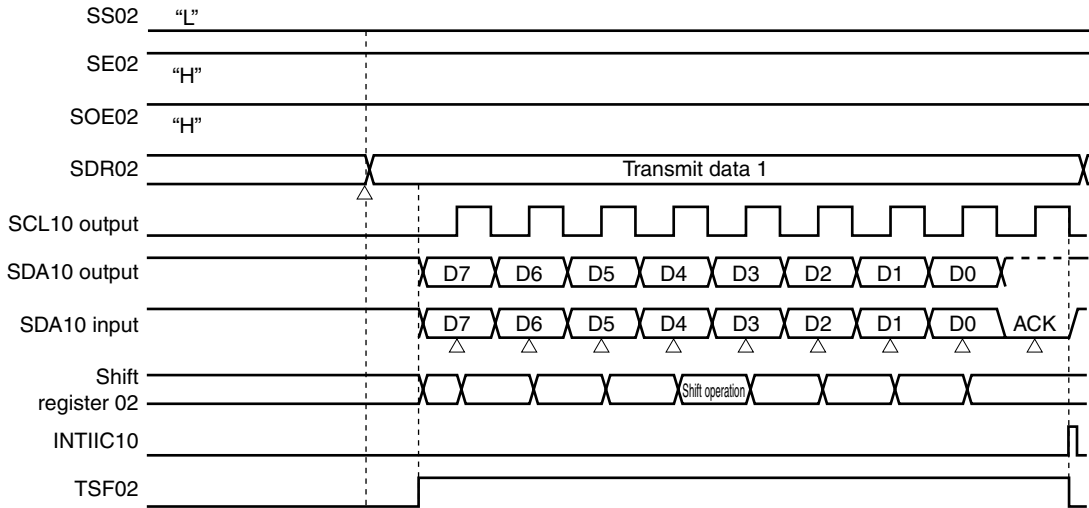 SS02 “L”
SE02 “H”
SOE02 “H”
SDR02 Transmit data 1
SCL10 output
SDA10 output D7 D6 D5 D4 D3 D2 D1 D0
SDA10 input D7 D6 D5 D4 D3 D2 D1 D0 ACK
Shift
register 02 Shift operation
INTIIC10
TSF02